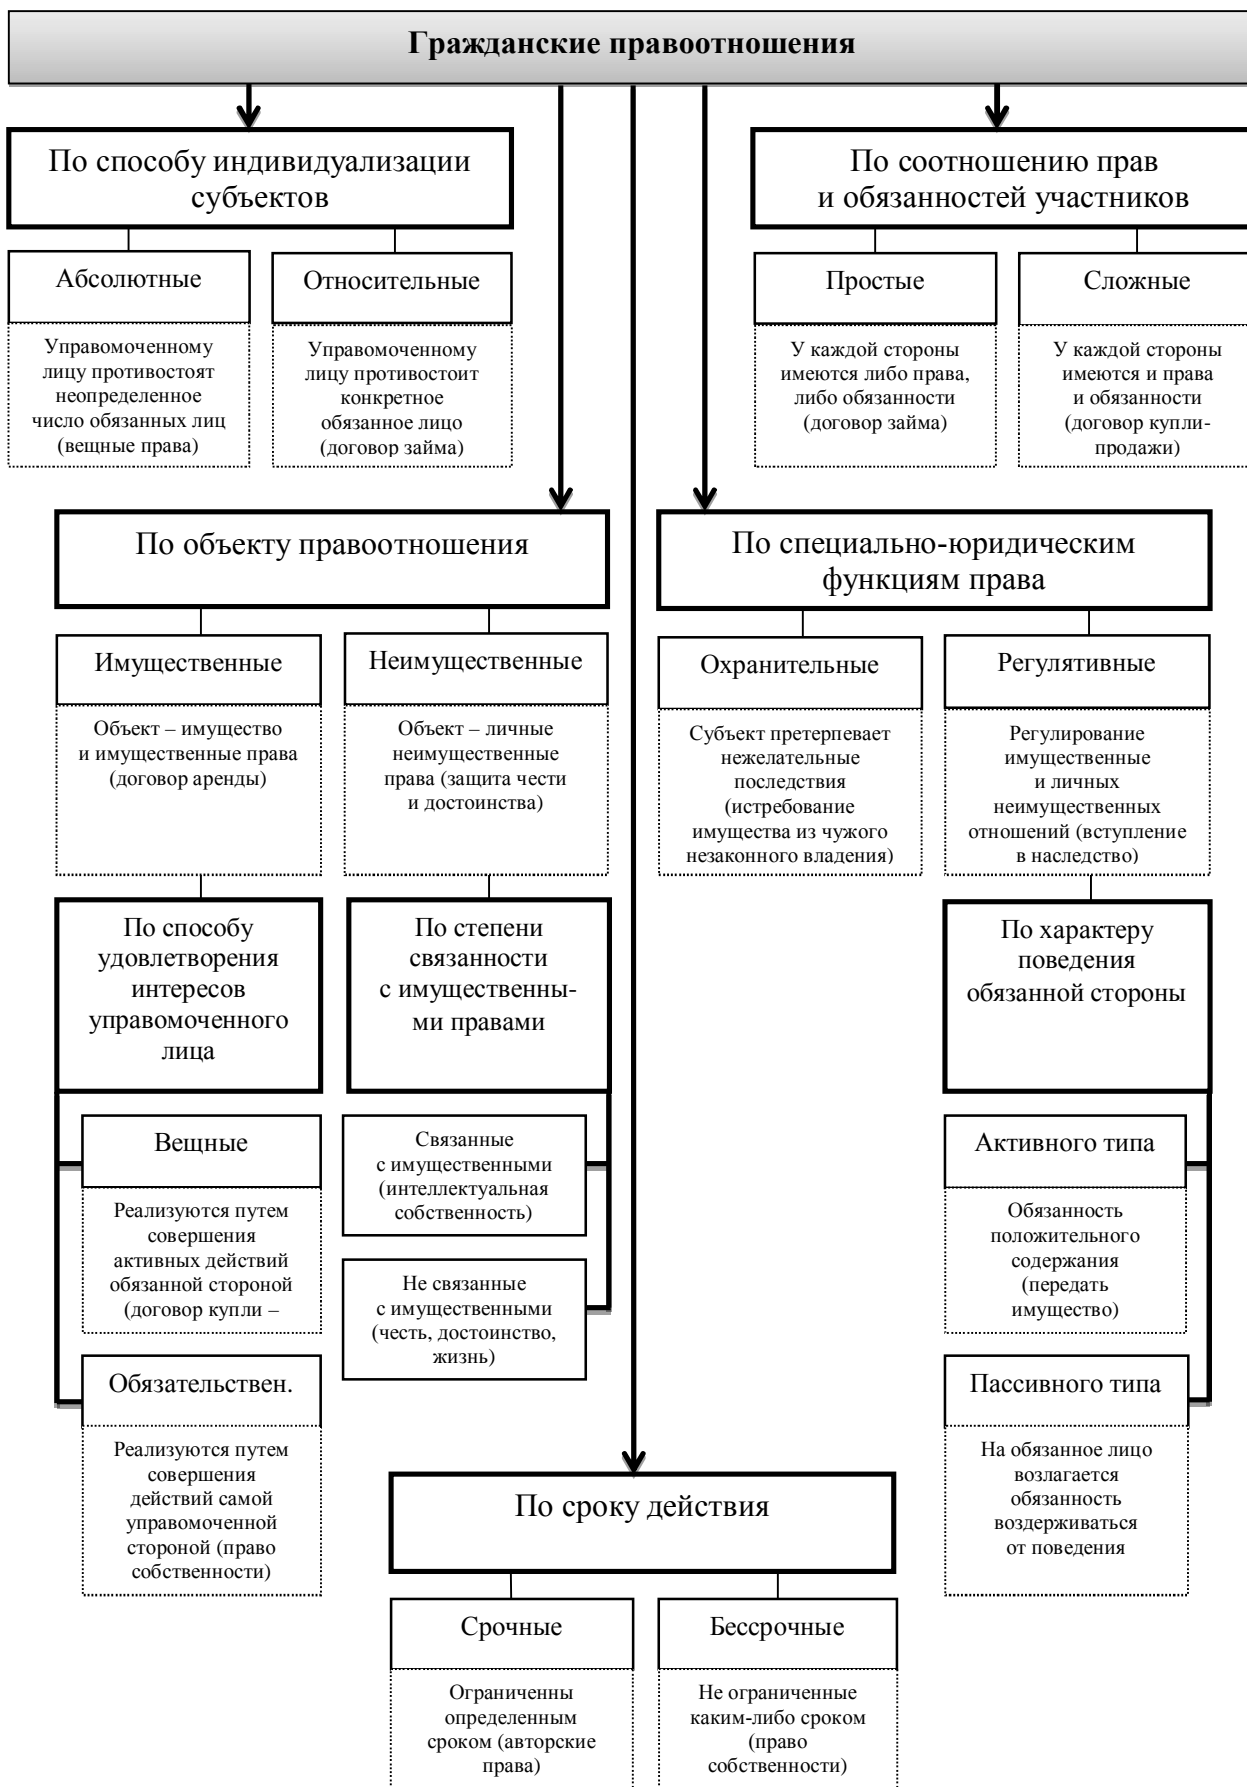 Гражданские правоотношения
По способу индивидуализации
субъектов
Абсолютные
Управомоченному
лицу противостоят
неопределенное
число обязанных лиц
(вещные права)
Относительные
Управомоченному
лицу противостоит
конкретное
обязанное лицо
(договор займа)
По соотношению прав
и обязанностей участников
Простые
У каждой стороны
имеются либо права,
либо обязанности
(договор займа)
Сложные
У каждой стороны
имеются и права
и обязанности
(договор купли-
продажи)
По объекту правоотношения
Имущественные
Объект – имущество
и имущественные права
(договор аренды)
Неимущественные
Объект – личные
неимущественные
права (защита чести
и достоинства)
По специально-юридическим
функциям права
Охранительные
Субъект претерпевает
нежелательные
последствия
(истребование
имущества из чужого
незаконного владения)
Регулятивные
Регулирование
имущественные
и личных
неимущественных
отношений (вступление
в наследство)
По способу
удовлетворения
интересов
управомоченного
лица
Вещные
Реализуются путем
совершения
активных действий
обязанной стороной
(договор купли –
Обязательствен.
Реализуются путем
совершения
действий самой
управомоченной
стороной (право
собственности)
По степени
связанности
с имущественны-
ми правами
Связанные
с имущественными
(интеллектуальная
собственность)
Не связанные
с имущественными
(честь, достоинство,
жизнь)
По характеру
поведения
обязанной стороны
Активного типа
Обязанность
положительного
содержания
(передать
имущество)
Пассивного типа
На обязанное лицо
возлагается
обязанность
воздерживаться
от поведения
По сроку действия
Срочные
Ограниченны
определенным
сроком (авторские
права)
Бессрочные
Не ограниченные
каким-либо сроком
(право
собственности)